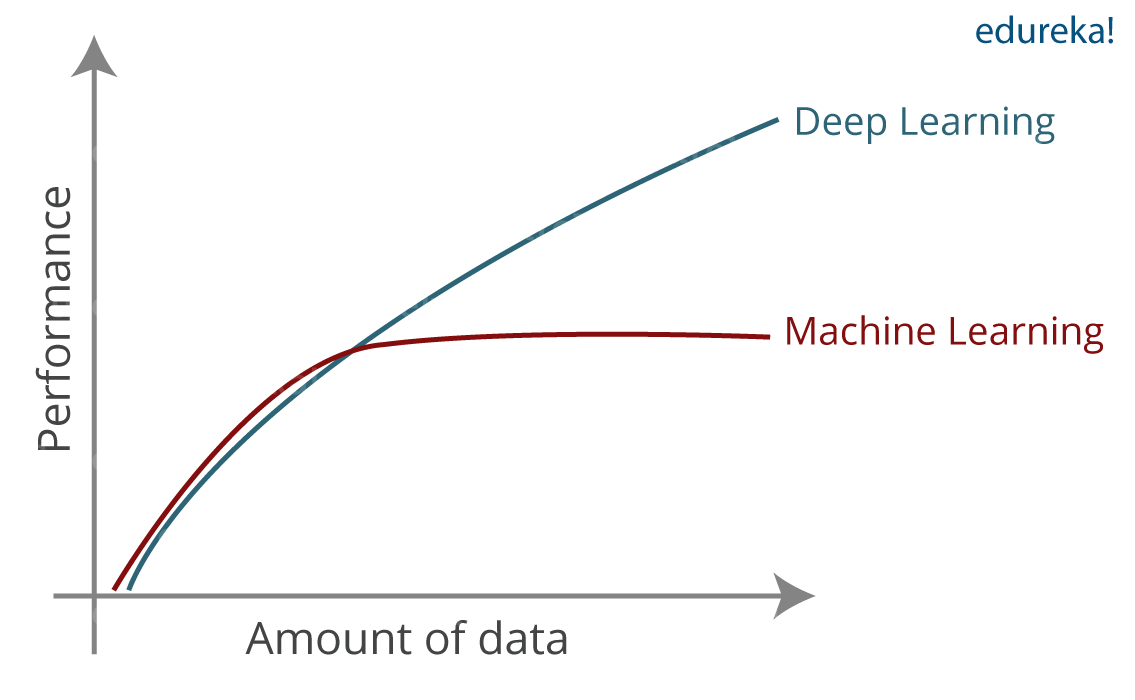 edureka!
Deep Learning
Machine Learning
Performance
Amount of data